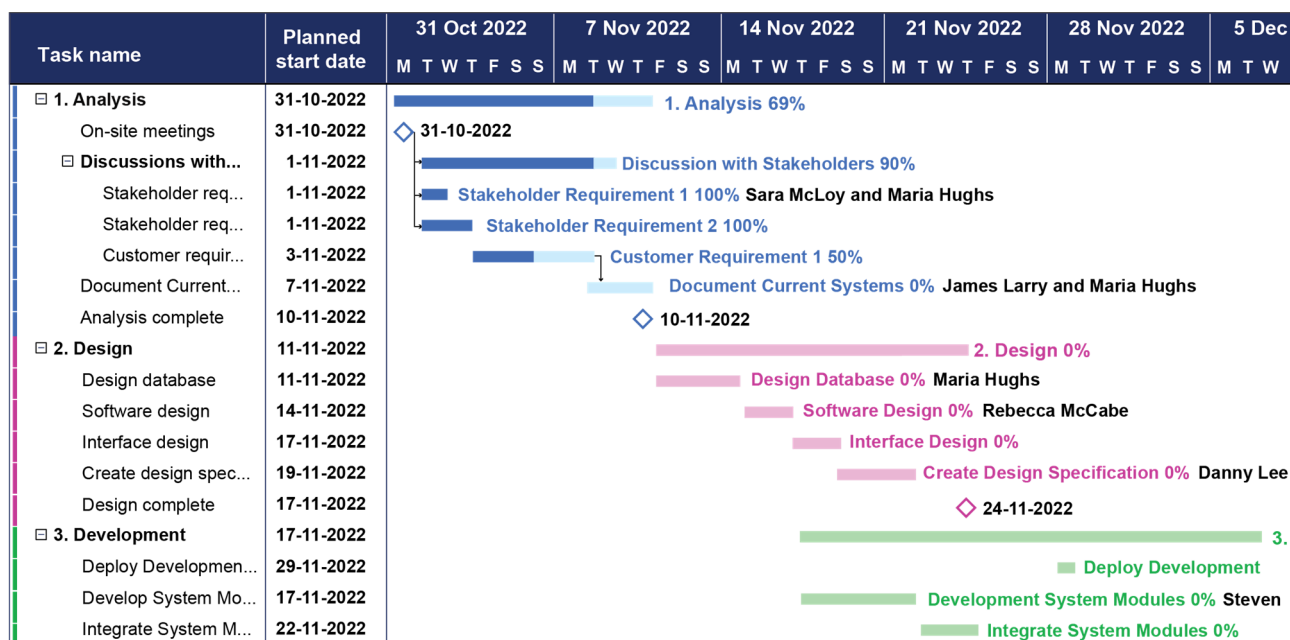 Task name Planned start date 31 Oct 2022 7 Nov 2022 14 Nov 2022 21 Nov 2022 28 Nov 2022 5 Dec
M T W T F S S M T W T F S S M T W T F S S M T W T F S S M T W T F S S M T W
1. Analysis 31-10-2022 1. Analysis 69%
On-site meetings 31-10-2022 31-10-2022
Discussions with... 1-11-2022 Discussion with Stakeholders 90%
Stakeholder req... 1-11-2022 Stakeholder Requirement 1 100% Sara McLoy and Maria Hughs
Stakeholder req... 1-11-2022 Stakeholder Requirement 2 100%
Customer requir... 3-11-2022 Customer Requirement 1 50%
Document Current... 7-11-2022 Document Current Systems 0% James Larry and Maria Hughs
Analysis complete 10-11-2022 10-11-2022
2. Design 11-11-2022 2. Design 0%
Design database 11-11-2022 Design Database 0% Maria Hughs
Software design 14-11-2022 Software Design 0% Rebecca McCabe
Interface design 17-11-2022 Interface Design 0%
Create design spec... 19-11-2022 Create Design Specification 0% Danny Lee
Design complete 17-11-2022 24-11-2022
3. Development 17-11-2022 3.
Deploy Developmen... 29-11-2022 Deploy Development
Develop System Mo... 17-11-2022 Development System Modules 0% Steven
Integrate System M... 22-11-2022 Integrate System Modules 0%